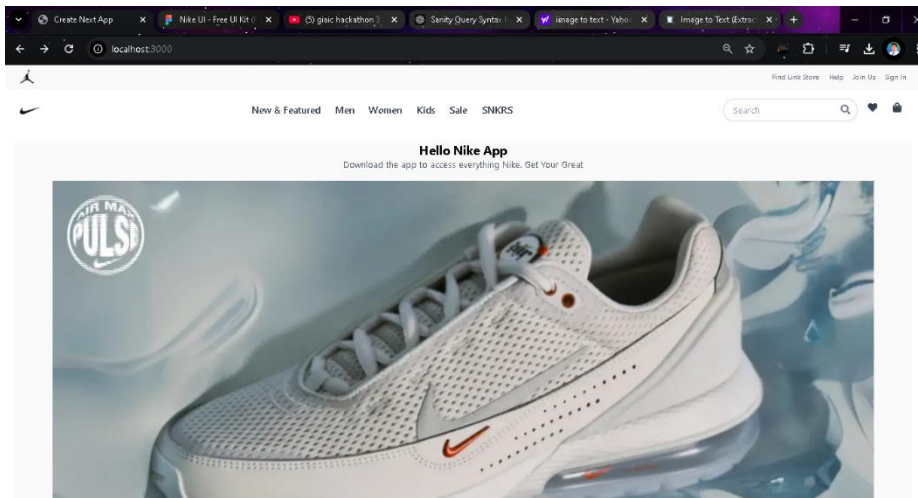 Create Next App
Nike UI - Free UI Kit (
(5) giaic hackathon 3
Sanity Query Syntax
image to text - Yahoo
Image to Text (Extrac
localhost:3000
Find Link Store Help Join Us Sign In
New & Featured Men Women Kids Sale SNKRS
Search
Hello Nike App
Download the app to access everything Nike. Get Your Great
AIR MAX
PULSE
Air